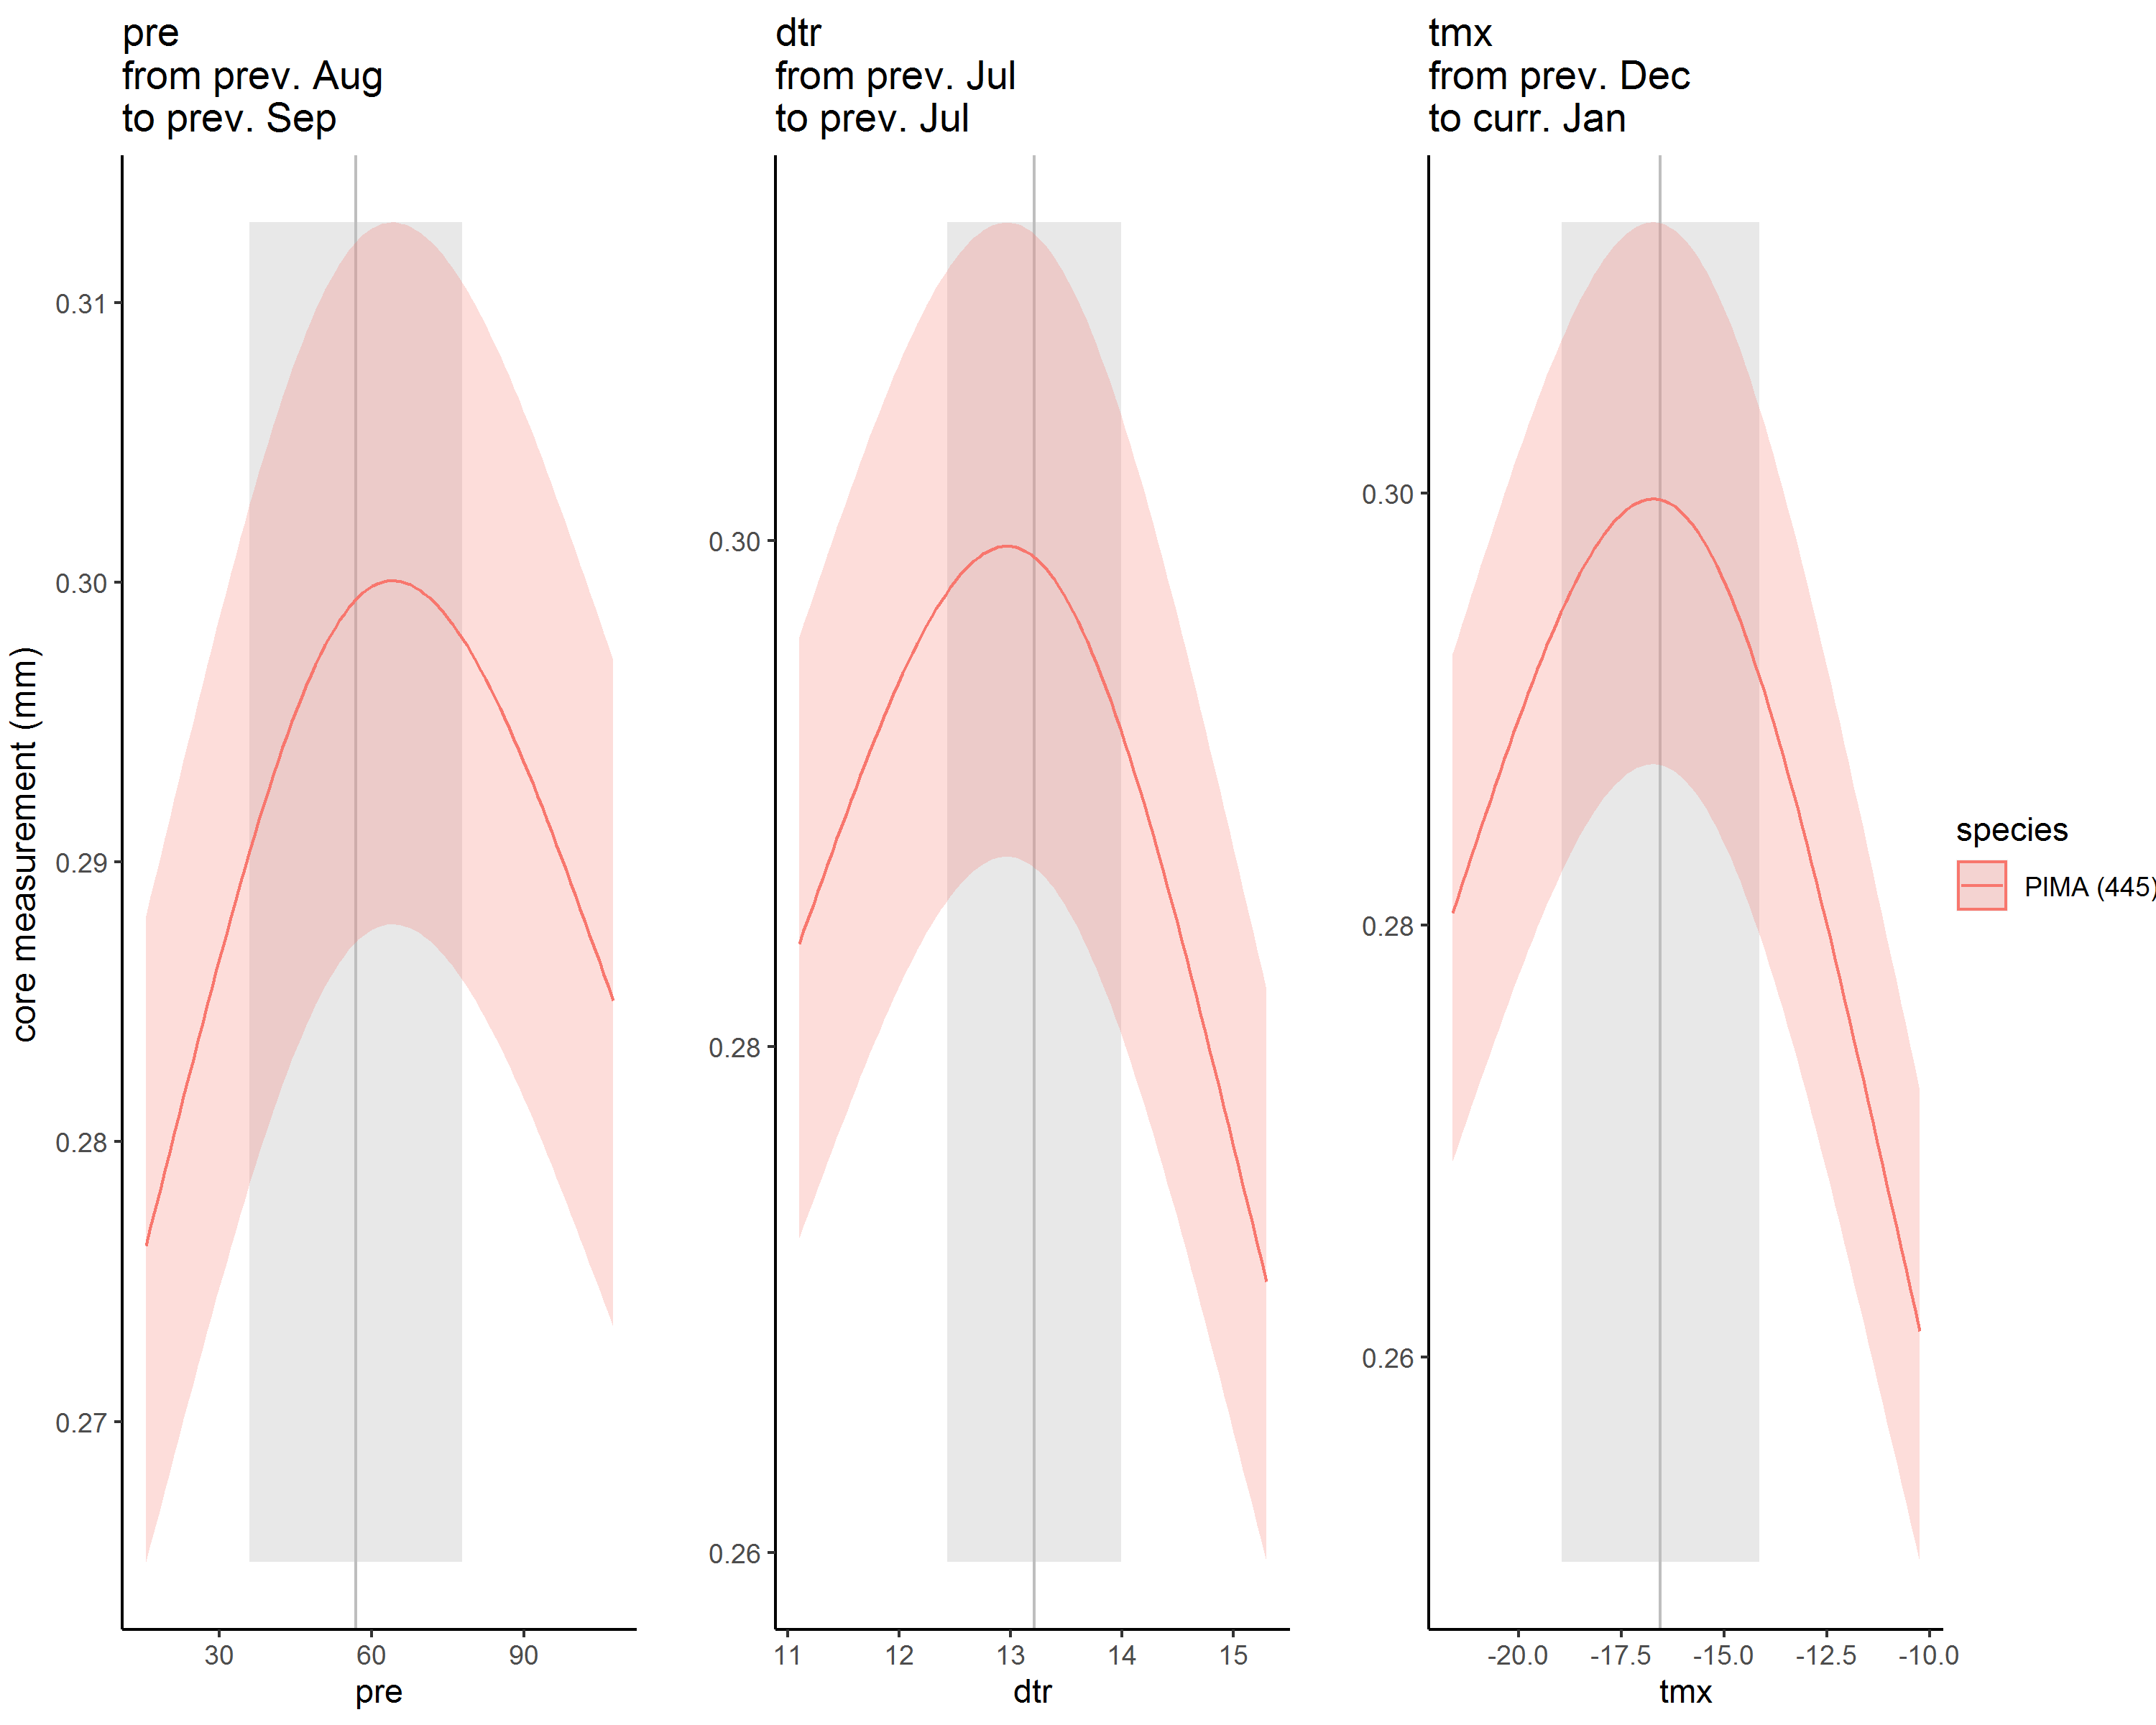 pre
from prev. Aug
to prev. Sep
dtr
from prev. Jul
to prev. Jul
tmx
from prev. Dec
to curr. Jan
core measurement (mm)
0.31
0.30
0.29
0.28
0.27
30 60 90
pre
0.30
0.28
0.26
11 12 13 14 15
dtr
0.30
0.28
0.26
-20.0 -17.5 -15.0 -12.5 -10.0
tmx
species
PIMA (445)